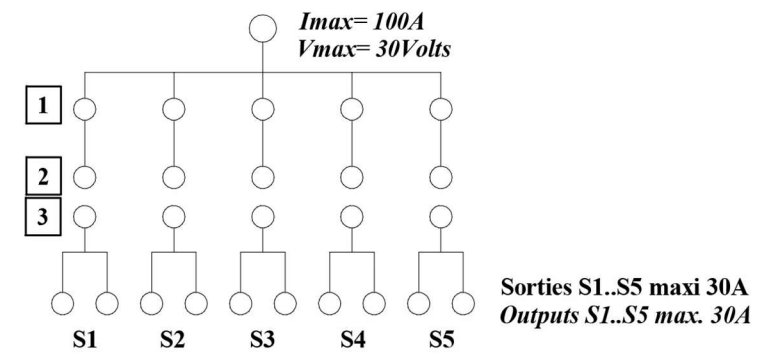 Imax= 100A
Vmax= 30Volts
1
2
3
Sorties S1..S5 maxi 30A
Outputs S1..S5 max. 30A
S1 S2 S3 S4 S5